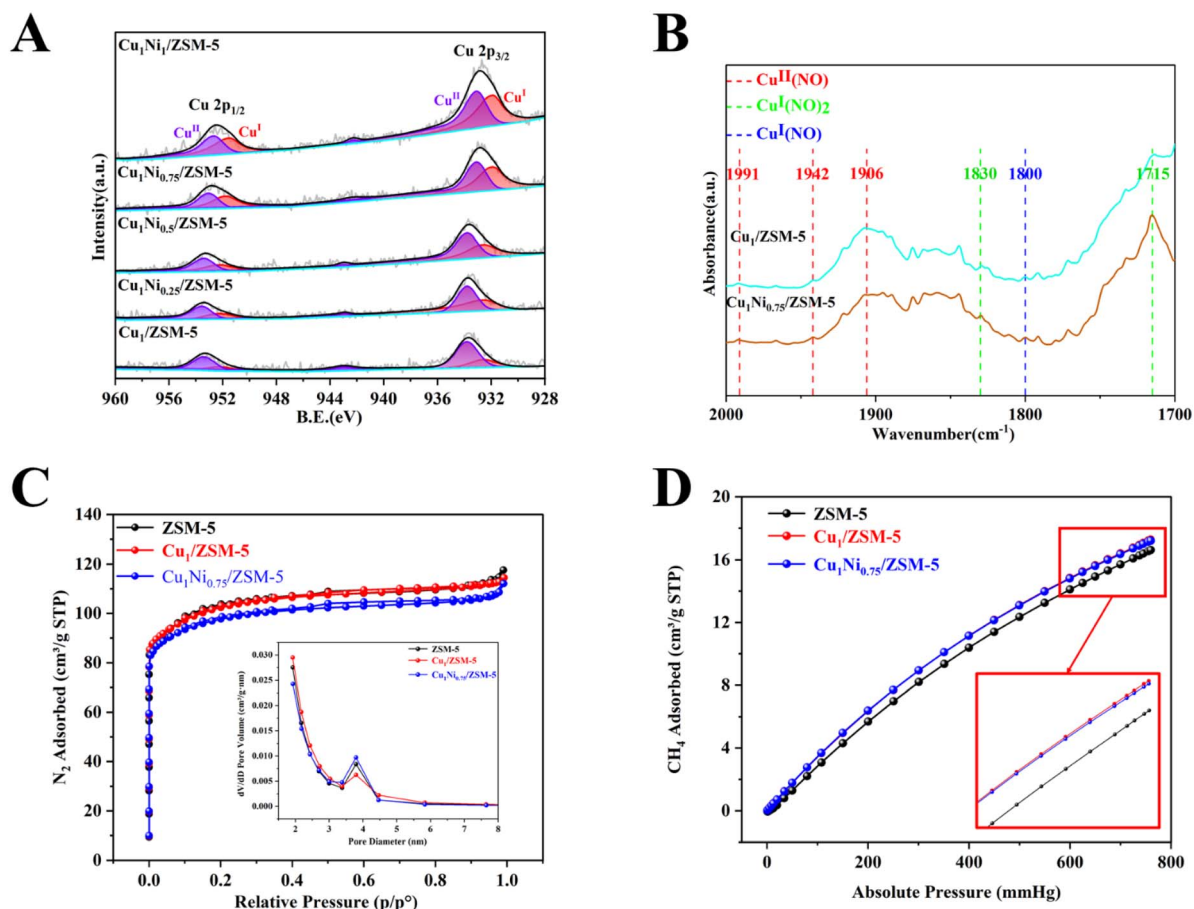 A
Cu₁Ni₁/ZSM-5
Cu 2p₃/₂
Cuᴵᴵ
Cuᴵ
Cu 2p₁/₂
Cuᴵᴵ
Cuᴵ
Cu₁Ni₀.₇₅/ZSM-5
Cu₁Ni₀.₅/ZSM-5
Cu₁Ni₀.₂₅/ZSM-5
Cu₁/ZSM-5
Intensity(a.u.)
960 956 952 948 944 940 936 932 928
B.E.(eV)
B
Cuᴵᴵ(NO)
Cuᴵ(NO)2
Cuᴵ(NO)
1991 1942 1906 1830 1800 1715
Cu₁/ZSM-5
Cu₁Ni₀.₇₅/ZSM-5
Absorbance(a.u.)
2000 1900 1800 1700
Wavenumber(cm⁻¹)
C
ZSM-5
Cu₁/ZSM-5
Cu₁Ni₀.₇₅/ZSM-5
N₂ Adsorbed (cm³/g STP)
140
120
100
80
60
40
20
0
0.0 0.2 0.4 0.6 0.8 1.0
Relative Pressure (p/p°)
ZSM-5
Cu₁/ZSM-5
Cu₁Ni₀.₇₅/ZSM-5
dV/dD Pore Volume (cm³/g·nm)
0.030
0.025
0.020
0.015
0.010
0.005
0.000
2 3 4 5 6 7 8
Pore Diameter (nm)
D
ZSM-5
Cu₁/ZSM-5
Cu₁Ni₀.₇₅/ZSM-5
CH₄ Adsorbed (cm³/g STP)
20
16
12
8
4
0
0 200 400 600 800
Absolute Pressure (mmHg)